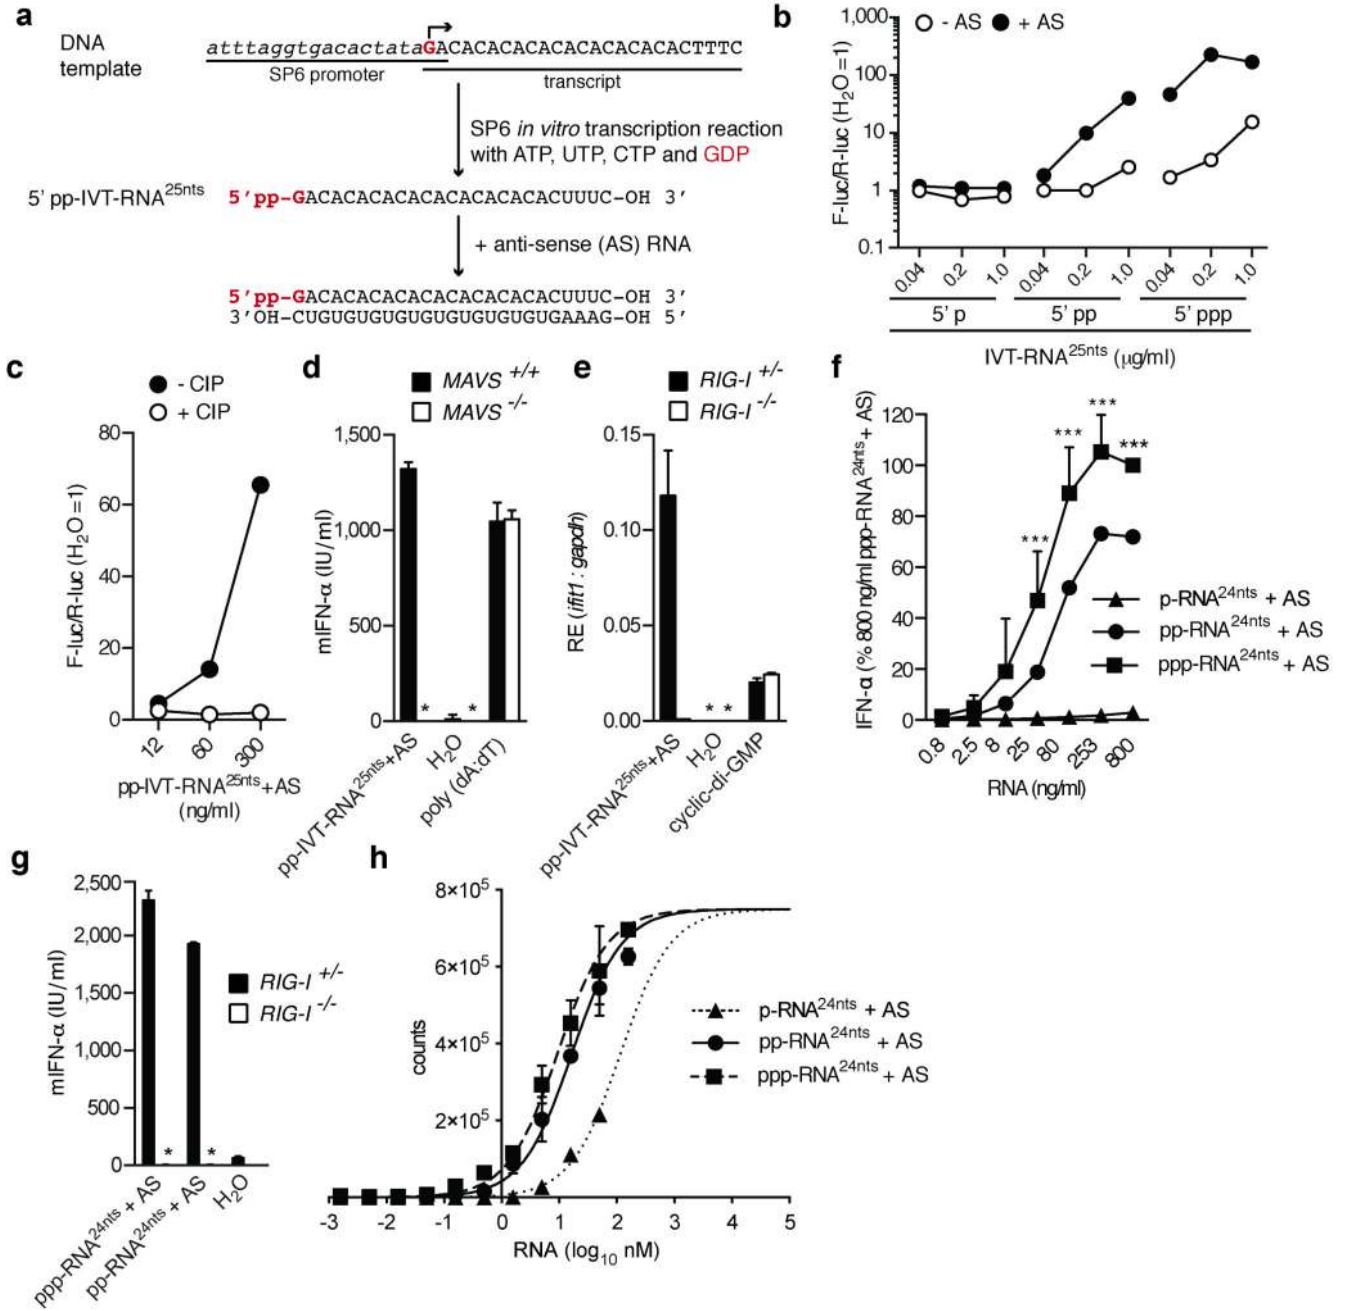 a
DNA
template
atttaggtgacactataGACACACACACACACACACACTTTC
SP6 promoter
transcript
SP6 in vitro transcription reaction
with ATP, UTP, CTP and GDP
5’ pp-IVT-RNA25nts
5’pp-GACACACACACACACACACACUUUC-OH 3’
+ anti-sense (AS) RNA
5’pp-GACACACACACACACACACACUUUC-OH 3’
3’OH-CUGUGUGUGUGUGUGUGUGUGAAAG-OH 5’
b
- AS
+ AS
F-luc/R-luc (H2O=1)
1,000
100
10
1
0.1
0.04 0.2 1.0 0.04 0.2 1.0 0.04 0.2 1.0
5’ p 5’ pp 5’ ppp
IVT-RNA25nts (μg/ml)
c
- CIP
+ CIP
F-luc/R-luc (H2O=1)
80
60
40
20
0
12 60 300
pp-IVT-RNA25nts+AS
(ng/ml)
d
MAVS +/+
MAVS -/-
mIFN-α (IU/ml)
1,500
1,000
500
0
* *
pp-IVT-RNA25nts+AS
H2O
poly (dA:dT)
e
RIG-I +/-
RIG-I -/-
RE (ifit1 : gapdh)
0.15
0.10
0.05
0.00
* *
pp-IVT-RNA25nts+AS
H2O
cyclic-di-GMP
f
IFN-α (% 800 ng/ml ppp-RNA24nts + AS)
120
100
80
60
40
20
0
*** *** *** ***
0.8 2.5 8 25 80 253 800
RNA (ng/ml)
p-RNA24nts + AS
pp-RNA24nts + AS
ppp-RNA24nts + AS
g
mIFN-α (IU/ml)
2,500
2,000
1,500
1,000
500
0
* *
RIG-I +/-
RIG-I -/-
ppp-RNA24nts + AS
pp-RNA24nts + AS
H2O
h
counts
8×105
6×105
4×105
2×105
-3 -2 -1 0 1 2 3 4 5
RNA (log10 nM)
p-RNA24nts + AS
pp-RNA24nts + AS
ppp-RNA24nts + AS